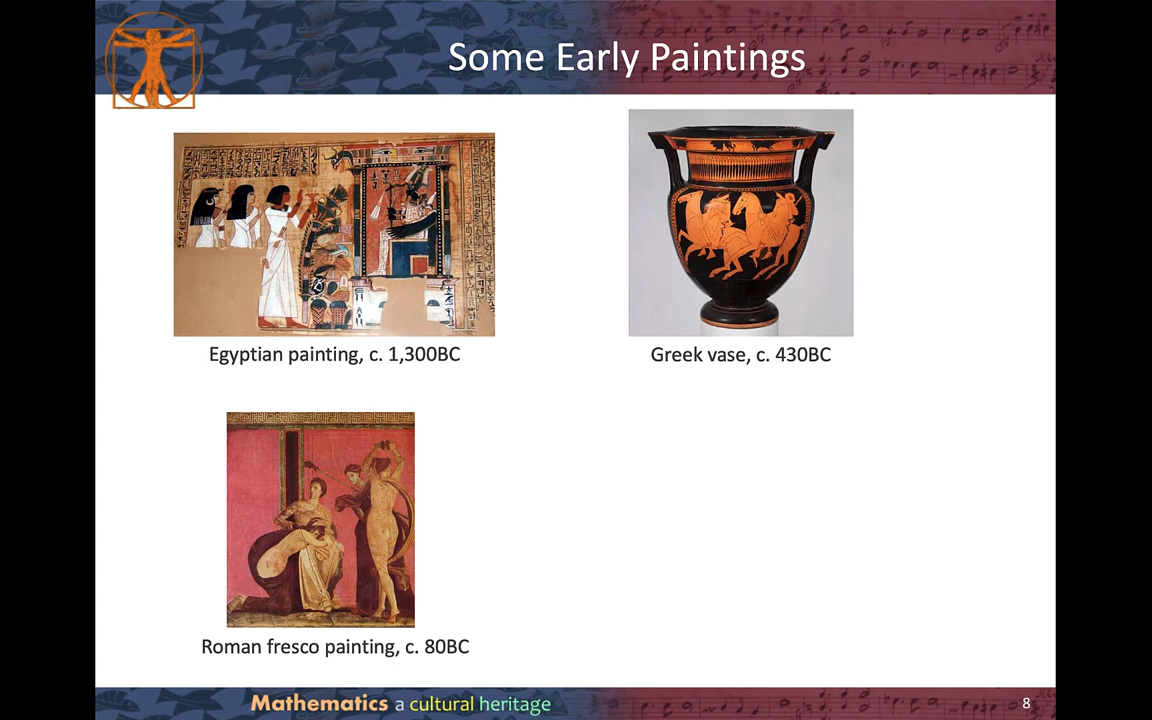 Some Early Paintings
Egyptian painting, c. 1,300BC
Greek vase, c. 430BC
Roman fresco painting, c. 80BC
Mathematics a cultural heritage
8